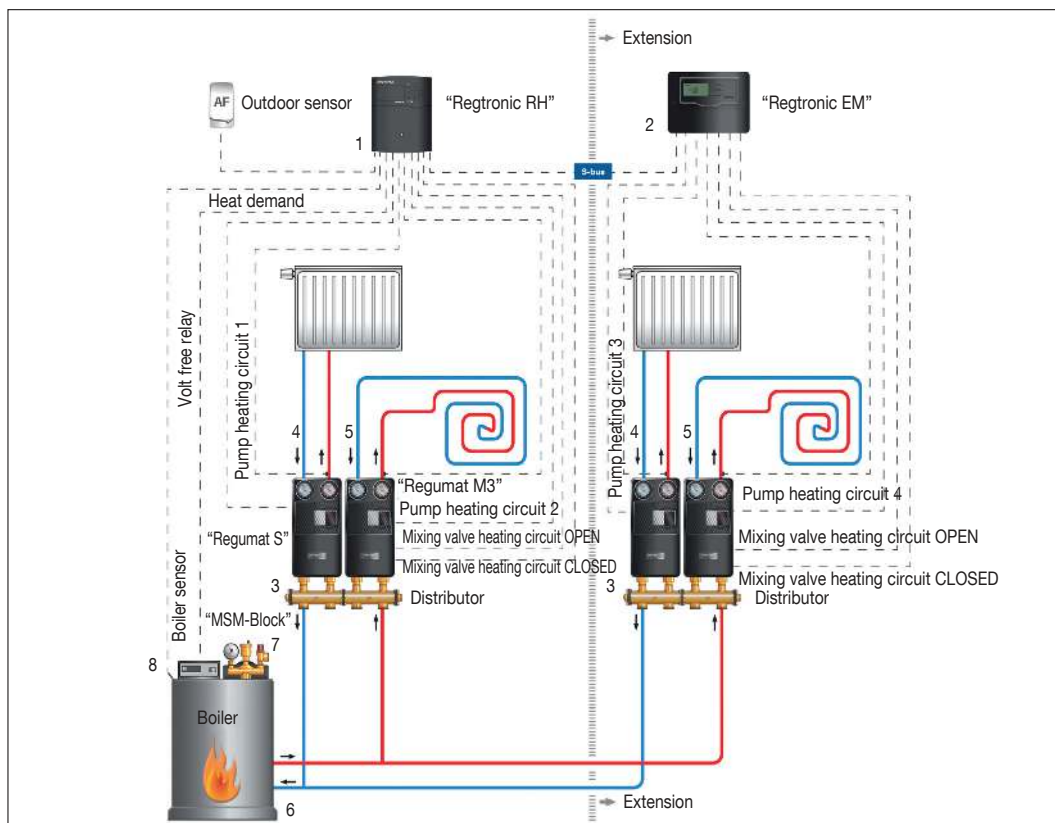 Extension
AF
Outdoor sensor
"Regtronic RH"
"Regtronic EM"
1
2
S-bus
Heat demand
Volt free relay
Pump heating circuit 1
Pump heating circuit 3
4
5
4
5
"Regumat M3"
Pump heating circuit 2
Pump heating circuit 4
"Regumat S"
Mixing valve heating circuit OPEN
Mixing valve heating circuit OPEN
Mixing valve heating circuit CLOSED
Mixing valve heating circuit CLOSED
3
Distributor
3
Distributor
Boiler sensor
"MSM-Block"
7
8
Boiler
6
Extension